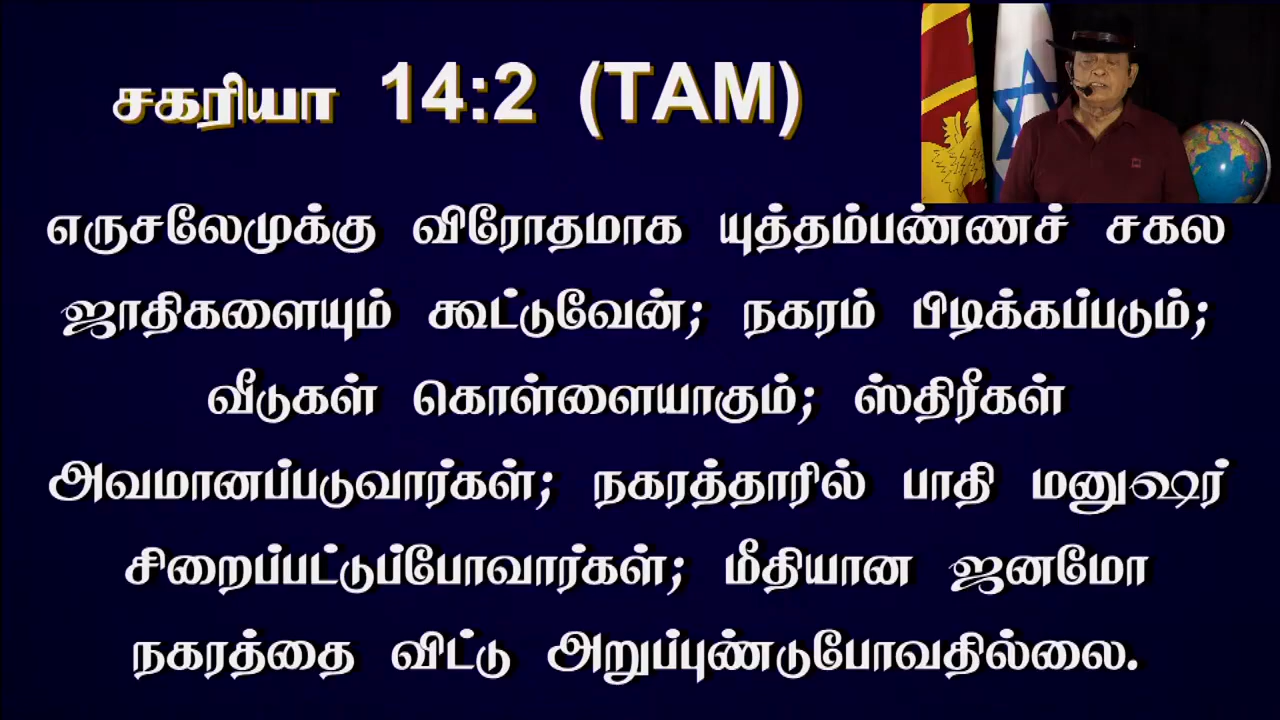 சகரியா 14:2 (TAM)
எருசலேமுக்கு விரோதமாக யுத்தம்பண்ணச் சகல
ஜாதிகளையும் கூட்டுவேன்; நகரம் பிடிக்கப்படும்;
வீடுகள் கொள்ளையாகும்; ஸ்திரீகள்
அவமானப்படுவார்கள்; நகரத்தாரில் பாதி மனுஷர்
சிறைப்பட்டுப்போவார்கள்; மீதியான ஜனமோ
நகரத்தை விட்டு அறுப்புண்டுபோவதில்லை.